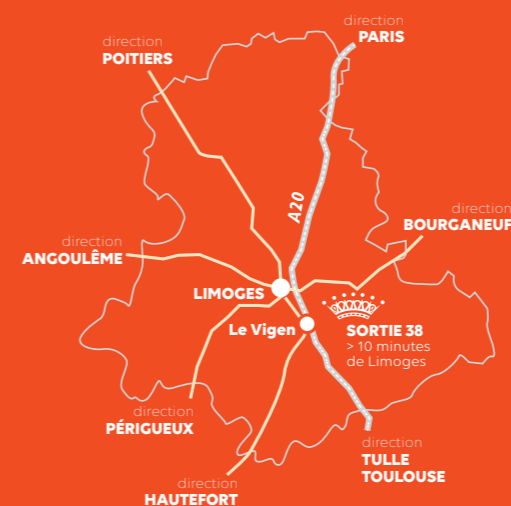 direction
PARIS
direction
POITIERS
A20
direction
BOURGANEUF
direction
ANGOULÊME
LIMOGES
Le Vigen
SORTIE 38
> 10 minutes
de Limoges
direction
PÉRIGUEUX
direction
TULLE
TOULOUSE
direction
HAUTEFORT